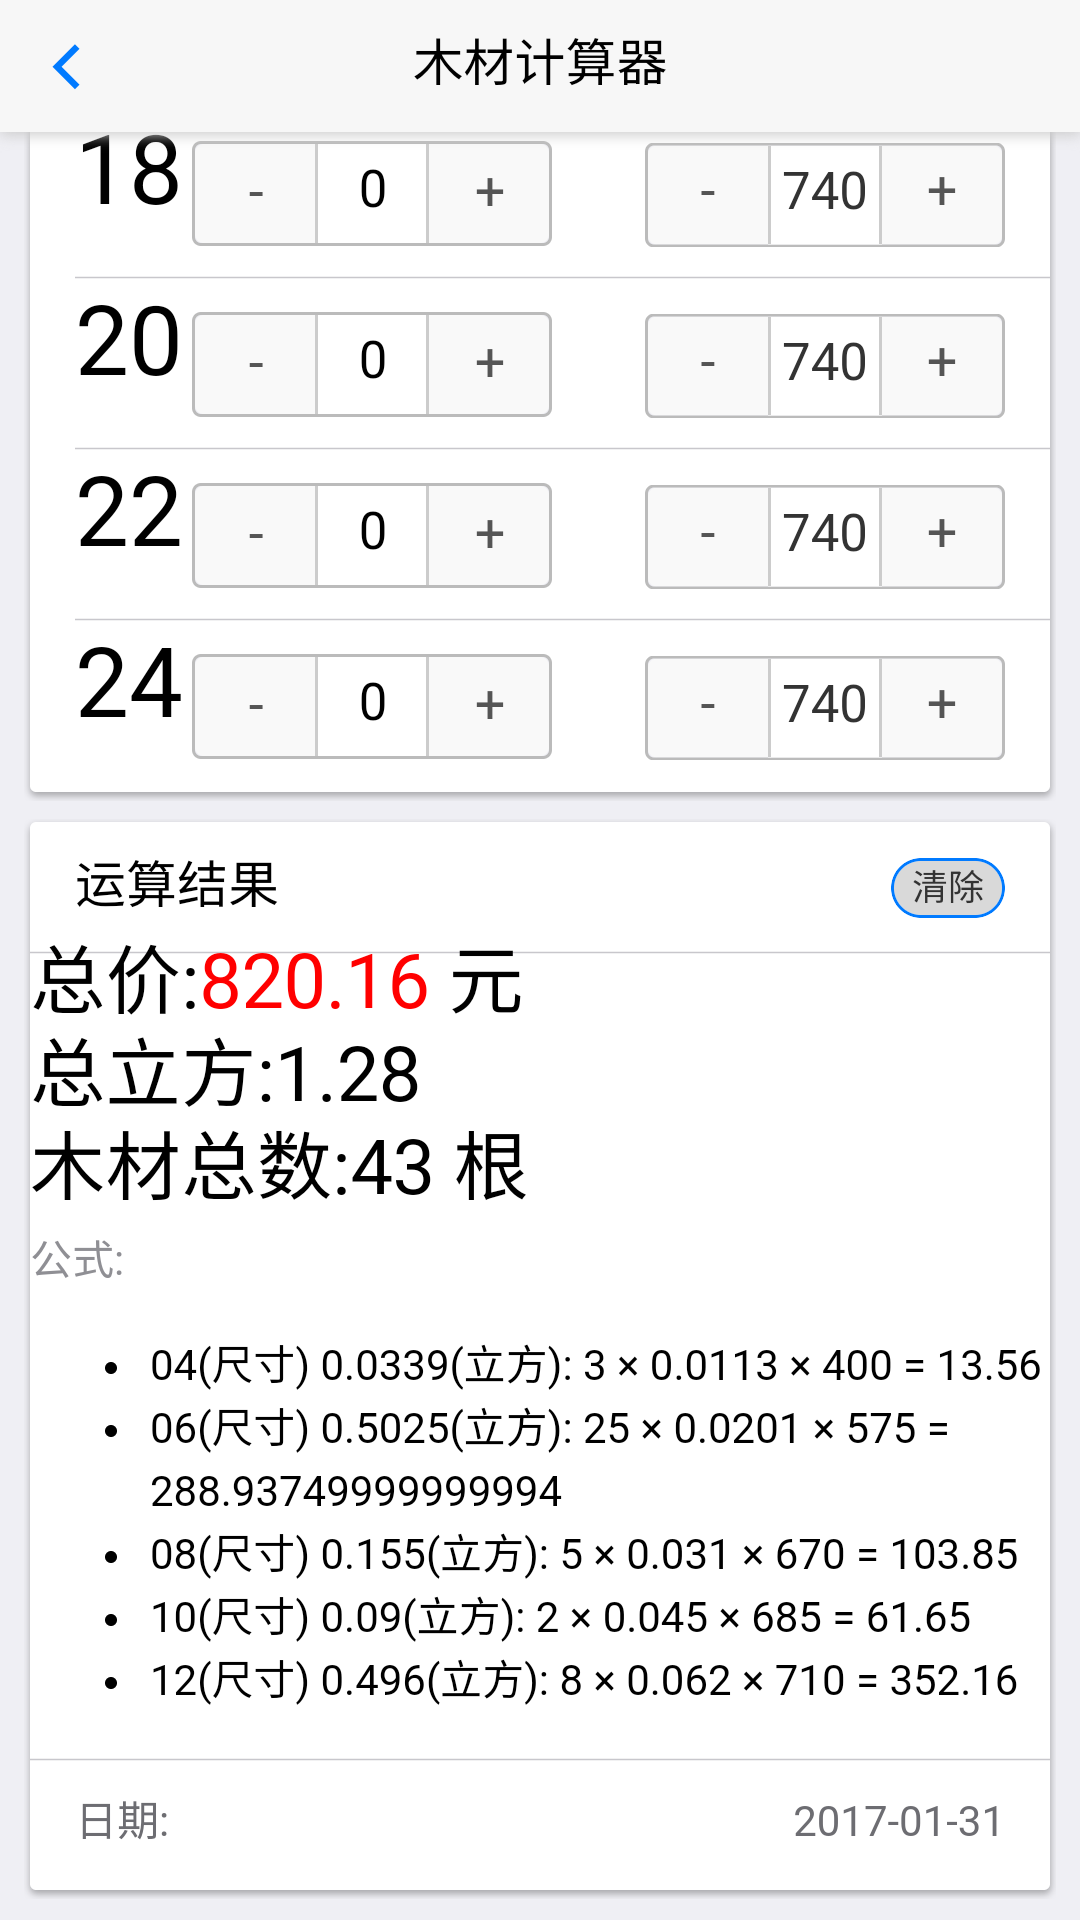 木材计算器
18 - 0 + - 740 +
20 - 0 + - 740 +
22 - 0 + - 740 +
24 - 0 + - 740 +
运算结果 清除
总价:820.16 元
总立方:1.28
木材总数:43 根
公式:
• 04(尺寸) 0.0339(立方): 3 × 0.0113 × 400 = 13.56
• 06(尺寸) 0.5025(立方): 25 × 0.0201 × 575 =
288.93749999999994
• 08(尺寸) 0.155(立方): 5 × 0.031 × 670 = 103.85
• 10(尺寸) 0.09(立方): 2 × 0.045 × 685 = 61.65
• 12(尺寸) 0.496(立方): 8 × 0.062 × 710 = 352.16
日期: 2017-01-31